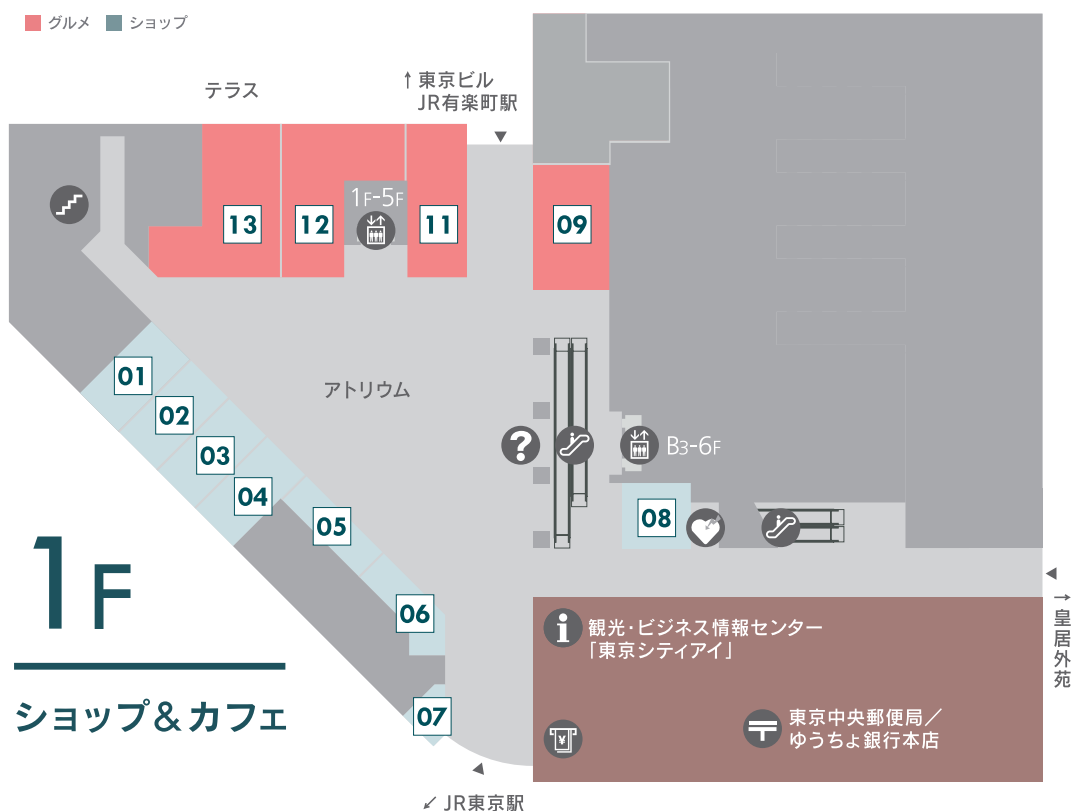 グルメ ショップ
テラス
↑ 東京ビル
JR有楽町駅
1F-5F
13
12
11
09
01
アトリウム
02
03
B3-6F
04
05
08
06
1F
ショップ&カフェ
07
観光・ビジネス情報センター
「東京シティアイ」
→皇居外苑
東京中央郵便局／
ゆうちょ銀行本店
↙ JR東京駅